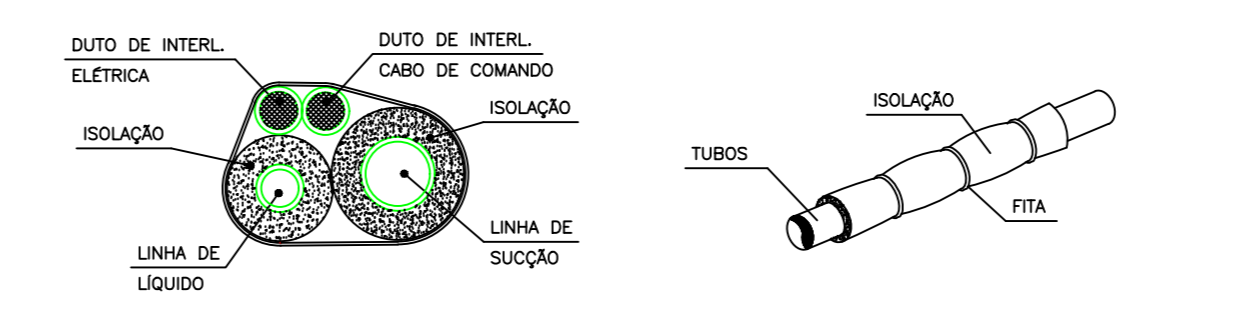 DUTO DE INTERL.
ELÉTRICA
DUTO DE INTERL.
CABO DE COMANDO
ISOLAÇÃO
ISOLAÇÃO
LINHA DE
LÍQUIDO
LINHA DE
SUCÇÃO
ISOLAÇÃO
TUBOS
FITA